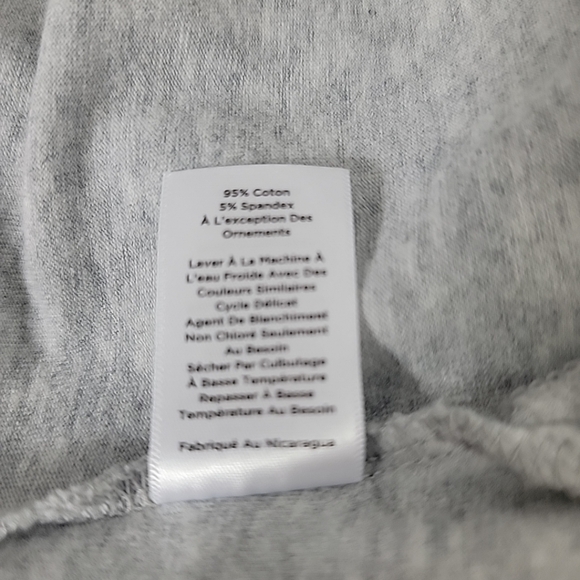 95% Coton
5% Spandex
À L'exception Des
Ornements
Laver À La Machine À
L'eau Froide Avec Des
Couleurs Similaires
Cycle Délicat
Agent De Blanchiment
Non Chloré Seulement
Au Besoin
Sécher Par Culbutage
À Basse Température
Repasser À Basse
Température Au Besoin
Fabriqué Au Nicaragua